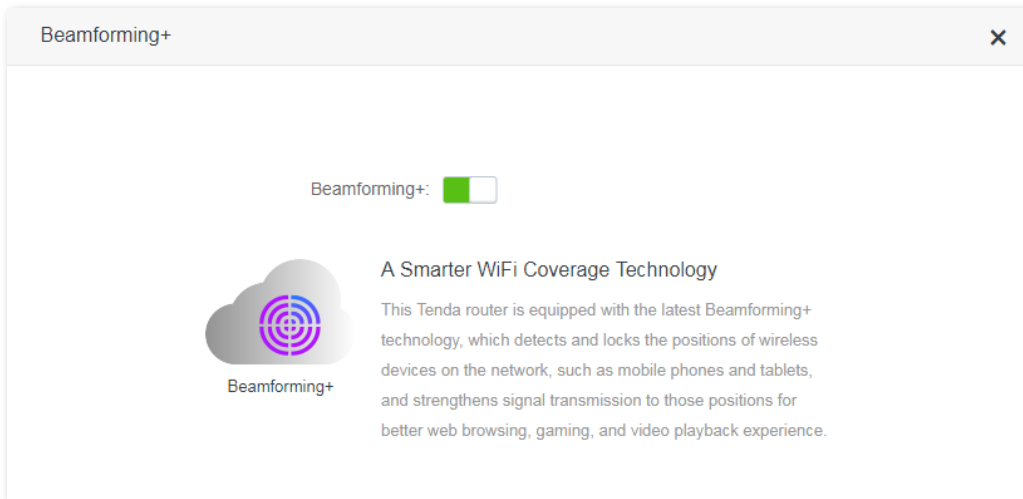 Beamforming+
Beamforming+:
A Smarter WiFi Coverage Technology
This Tenda router is equipped with the latest Beamforming+
technology, which detects and locks the positions of wireless
devices on the network, such as mobile phones and tablets,
and strengthens signal transmission to those positions for
better web browsing, gaming, and video playback experience.
Beamforming+